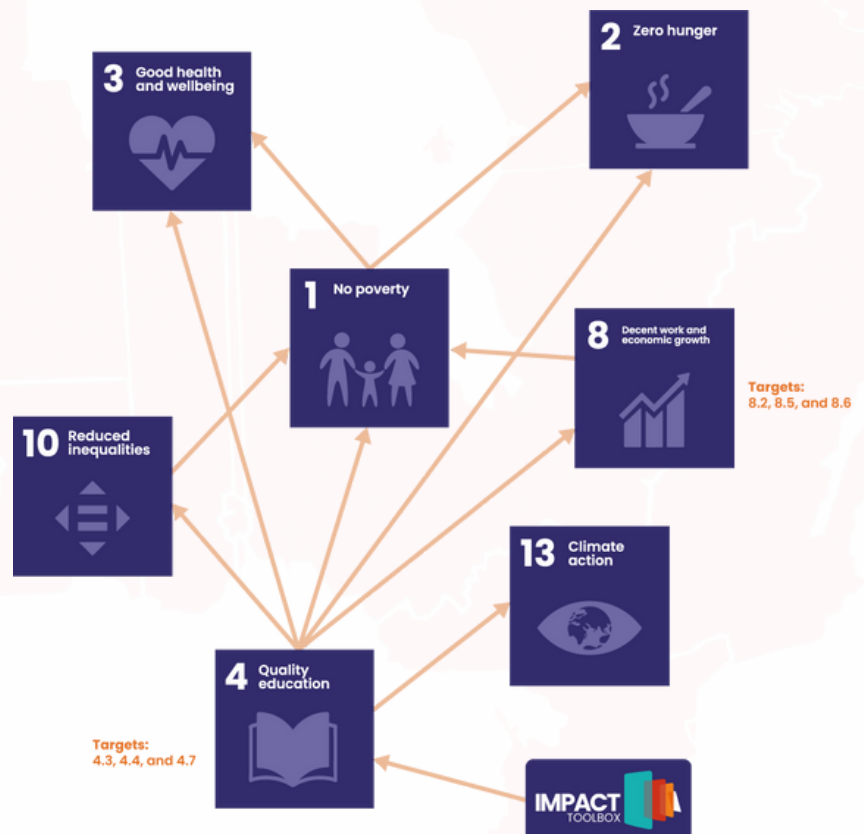 3 Good health
and wellbeing
2 Zero hunger
1 No poverty
8 Decent work and
economic growth
Targets:
8.2, 8.5, and 8.6
10 Reduced
inequalities
13 Climate
action
4 Quality
education
Targets:
4.3, 4.4, and 4.7
IMPACT
TOOLBOX